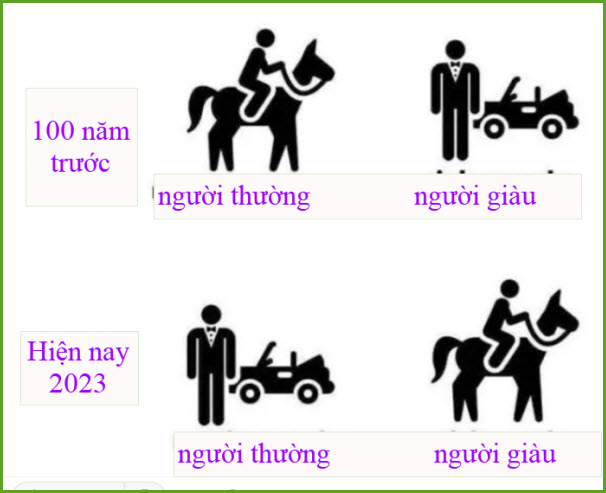 100 năm
trước
người thường người giàu
Hiện nay
2023
người thường người giàu